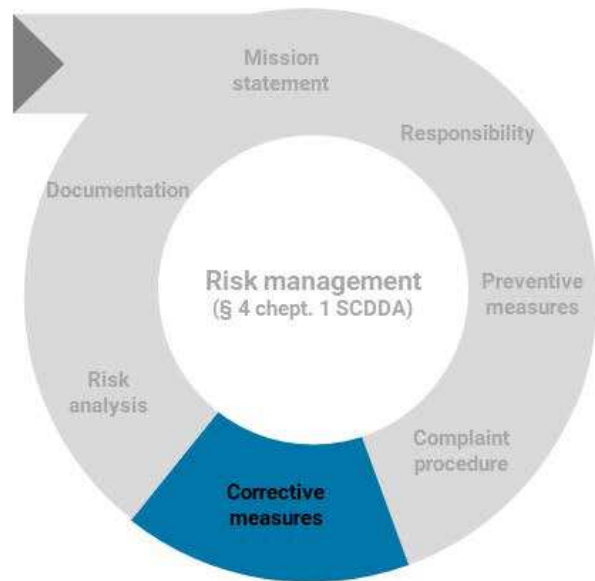 Mission
statement
Responsibility
Documentation
Risk management
(§ 4 chept. 1 SCDDA)
Preventive
measures
Risk
analysis
Complaint
procedure
Corrective
measures